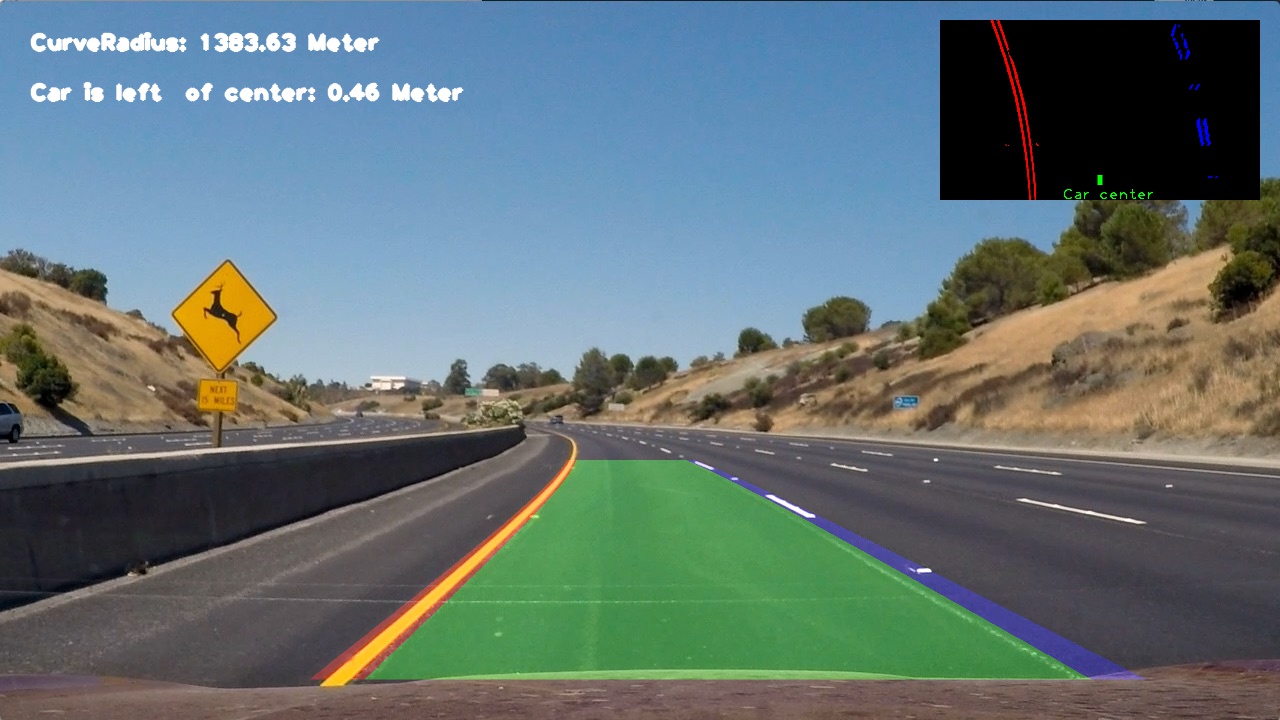 CurveRadius: 1383.63 Meter
Car is left  of center: 0.46 Meter
Car center
NEXT
15 MILES